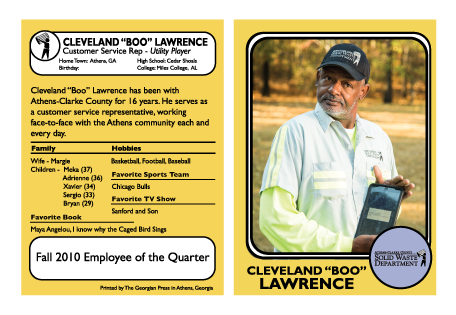 CLEVELAND “BOO” LAWRENCE
Customer Service Rep - Utility Player
Home Town: Athens, GA
High School: Cedar Shoals
Birthday:
College: Miles College, AL
Cleveland “Boo” Lawrence has been with
Athens-Clarke County for 16 years. He serves as
a customer service representative, working
face-to-face with the Athens community each and
every day.
Family
Wife - Margie
Children - Meka (37)
Adrienne (36)
Xavier (34)
Sergio (33)
Bryan (29)
Hobbies
Basketball, Football, Baseball
Favorite Sports Team
Chicago Bulls
Favorite TV Show
Sanford and Son
Favorite Book
Maya Angelou, I know why the Caged Bird Sings
Fall 2010 Employee of the Quarter
Printed by The Georgian Press in Athens, Georgia
ATHENS-CLARKE COUNTY
SOLID WASTE
DEPARTMENT
CLEVELAND “BOO”
LAWRENCE